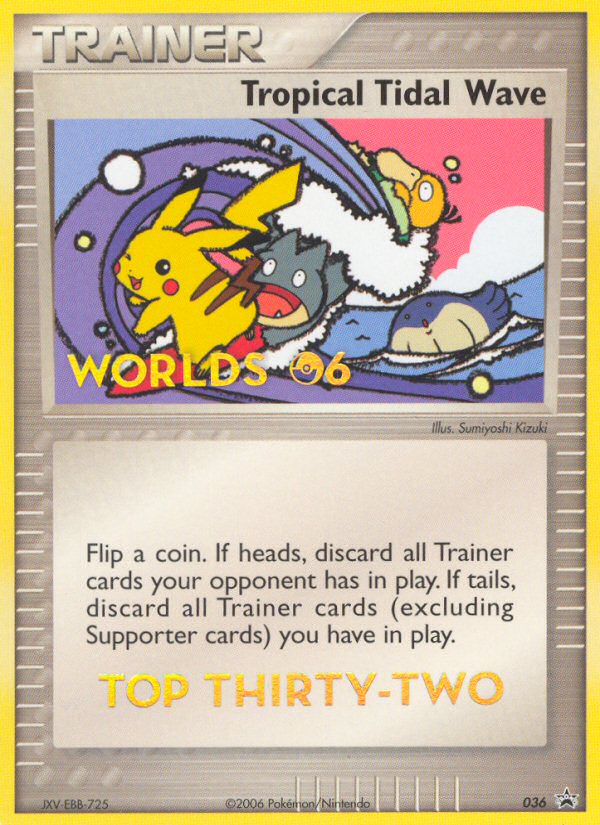 TRAINER
Tropical Tidal Wave
WORLDS 06
Illus. Sumiyoshi Kizuki
Flip a coin. If heads, discard all Trainer
cards your opponent has in play. If tails,
discard all Trainer cards (excluding
Supporter cards) you have in play.
TOP THIRTY-TWO
JXV-EBB-725
©2006 Pokémon/Nintendo
036